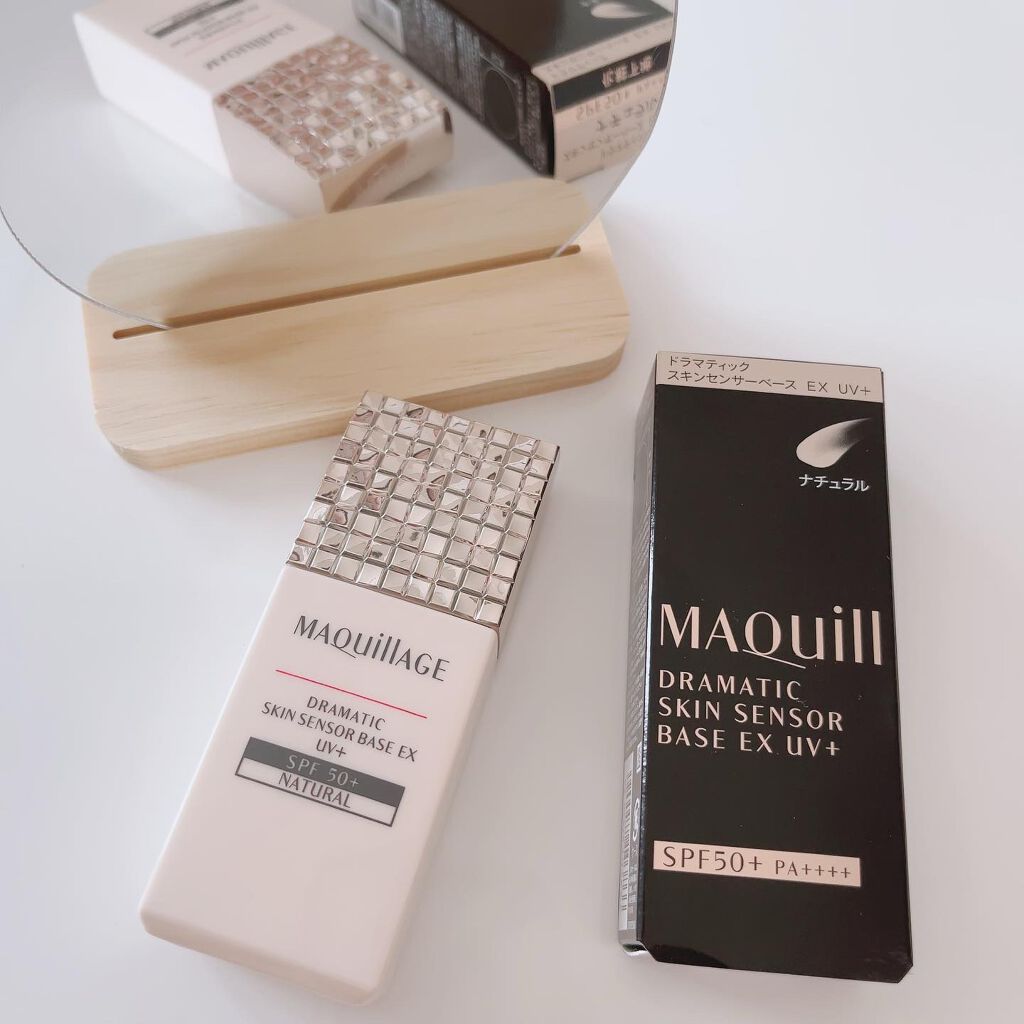 MAQuillAGE
DRAMATIC
SKIN SENSOR BASE EX
UV+
SPF 50+
NATURAL
ドラマティック
スキンセンサーベース EX UV+
ナチュラル
MAQuill
DRAMATIC
SKIN SENSOR
BASE EX UV+
SPF50+ PA++++